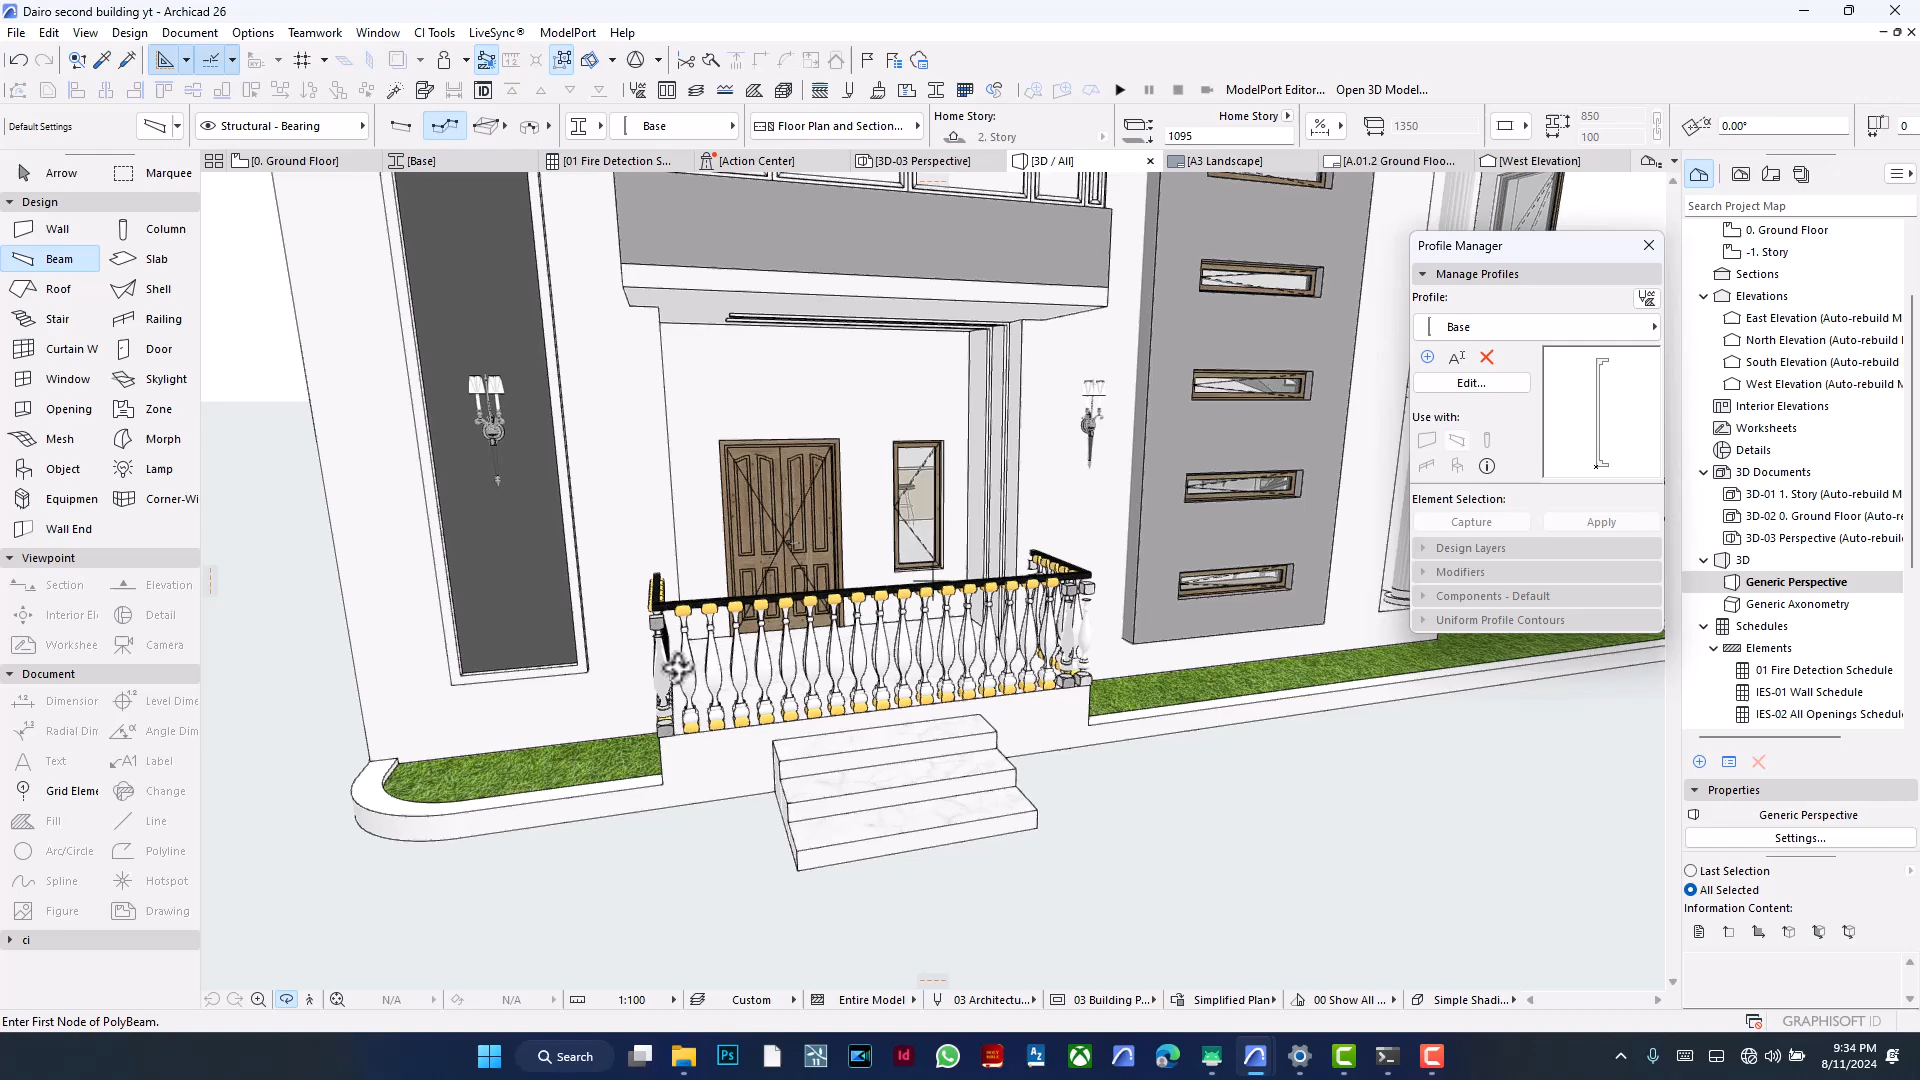 Dairo second building yt - Archicad 26
File Edit View Design Document Options Teamwork Window CI Tools LiveSync® ModelPort Help
ModelPort Editor... Open 3D Model...
Default Settings
Structural - Bearing
Base
Floor Plan and Section...
Home Story:
2. Story
Home Story
1095
1350
850
100
0.00°
0
[0. Ground Floor]
[Base]
[01 Fire Detection S...
[Action Center]
[3D-03 Perspective]
[3D / All]
[A3 Landscape]
[A.01.2 Ground Floo...
[West Elevation]
Arrow Marquee
Design
Wall Column
Beam Slab
Roof Shell
Stair Railing
Curtain W Door
Window Skylight
Opening Zone
Mesh Morph
Object Lamp
Equipmen Corner-Wi
Wall End
Viewpoint
Section Elevation
Interior El Detail
Workshee Camera
Document
Dimension Level Dime
Radial Dim Angle Dim
Text Label
Grid Eleme Change
Fill Line
Arc/Circle Polyline
Spline Hotspot
Figure Drawing
ci
Profile Manager
Manage Profiles
Profile:
Base
Edit...
Use with:
Element Selection:
Capture Apply
Design Layers
Modifiers
Components - Default
Uniform Profile Contours
Search Project Map
0. Ground Floor
-1. Story
Sections
Elevations
East Elevation (Auto-rebuild M
North Elevation (Auto-rebuild
South Elevation (Auto-rebuild
West Elevation (Auto-rebuild M
Interior Elevations
Worksheets
Details
3D Documents
3D-01 1. Story (Auto-rebuild M
3D-02 0. Ground Floor (Auto-re
3D-03 Perspective (Auto-rebuil
3D
Generic Perspective
Generic Axonometry
Schedules
Elements
01 Fire Detection Schedule
IES-01 Wall Schedule
IES-02 All Openings Schedul
Properties
Generic Perspective
Settings...
Last Selection
All Selected
Information Content:
N/A N/A 1:100 Custom Entire Model 03 Architectu... 03 Building P... Simplified Plan 00 Show All ... Simple Shadi...
Enter First Node of PolyBeam.
GRAPHISOFT ID
Search
9:34 PM
8/11/2024